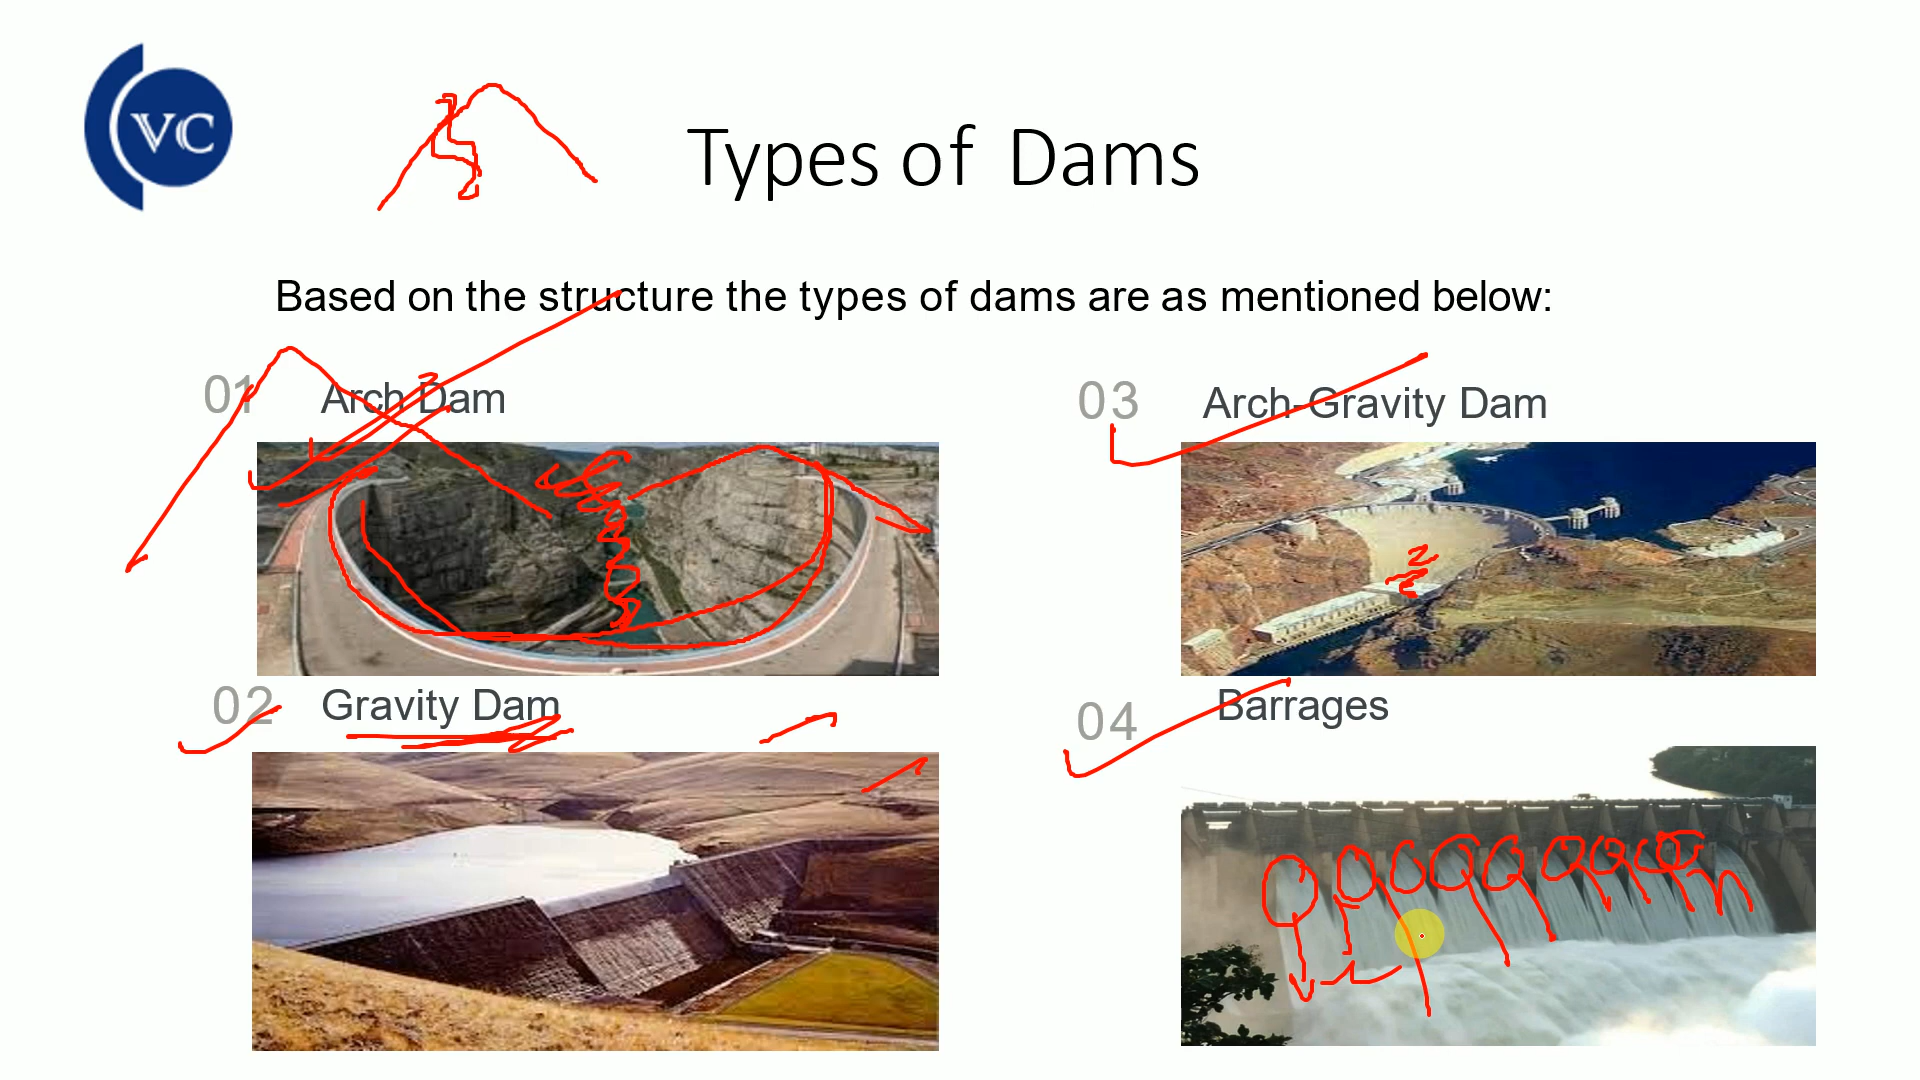 VC
Types of Dams
Based on the structure the types of dams are as mentioned below:
01 Arch Dam
02 Gravity Dam
03 Arch-Gravity Dam
04 Barrages